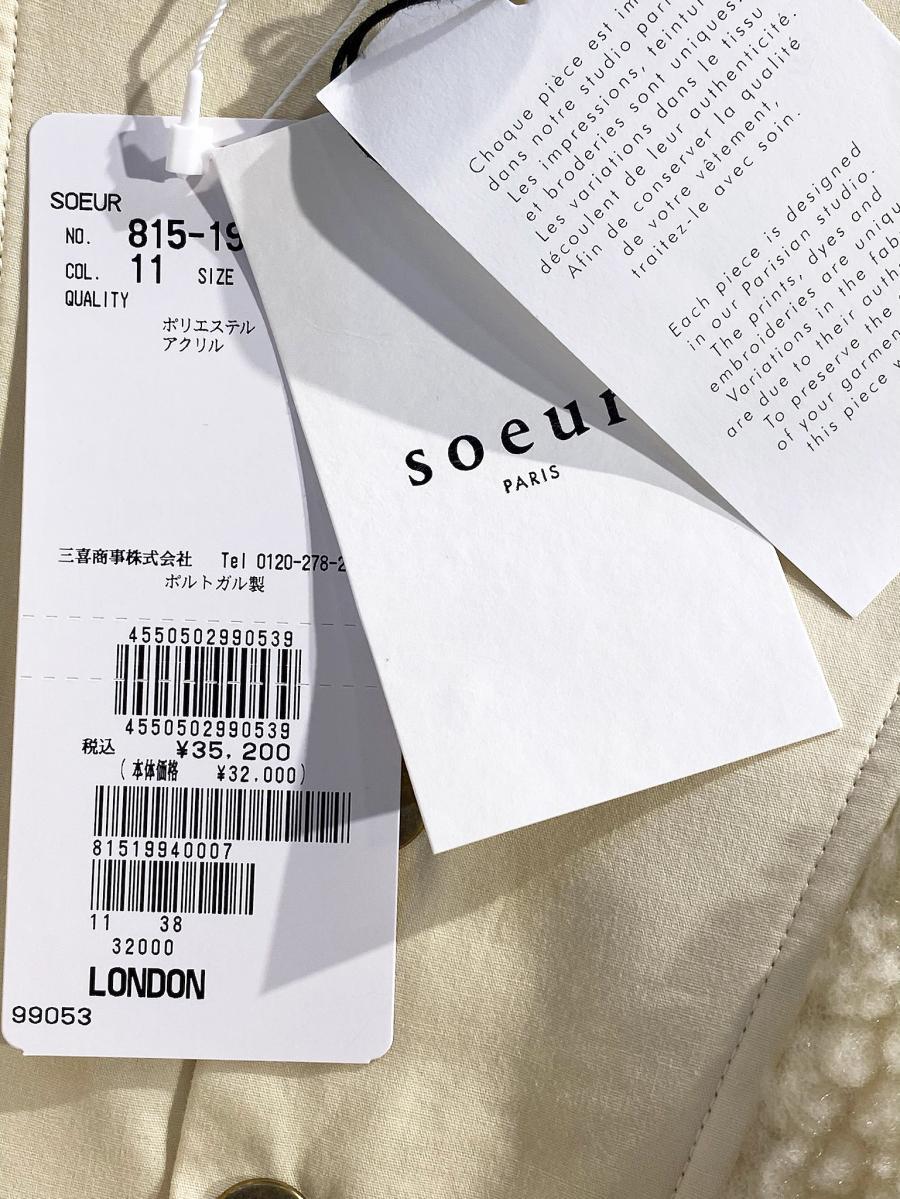 SOEUR
NO. 815-19
COL. 11 SIZE
QUALITY
ポリエステル
アクリル
三喜商事株式会社 Tel 0120-278-2
ポルトガル製
4550502990539
4550502990539
税込 ¥35,200
(本体価格 ¥32,000)
81519940007
11 38
32000
LONDON
99053
soeur
PARIS
Chaque pièce est im
dans notre studio pari
Les impressions, teintur
et broderies sont uniques.
Les variations dans le tissu
découlent de leur authenticité.
Afin de conserver la qualité
de votre vêtement,
traitez-le avec soin.
Each piece is designed
in our Parisian studio.
The prints, dyes and
embroideries are uniqu
Variations in the fab
are due to their auth
To preserve the
of your garmen
this piece w